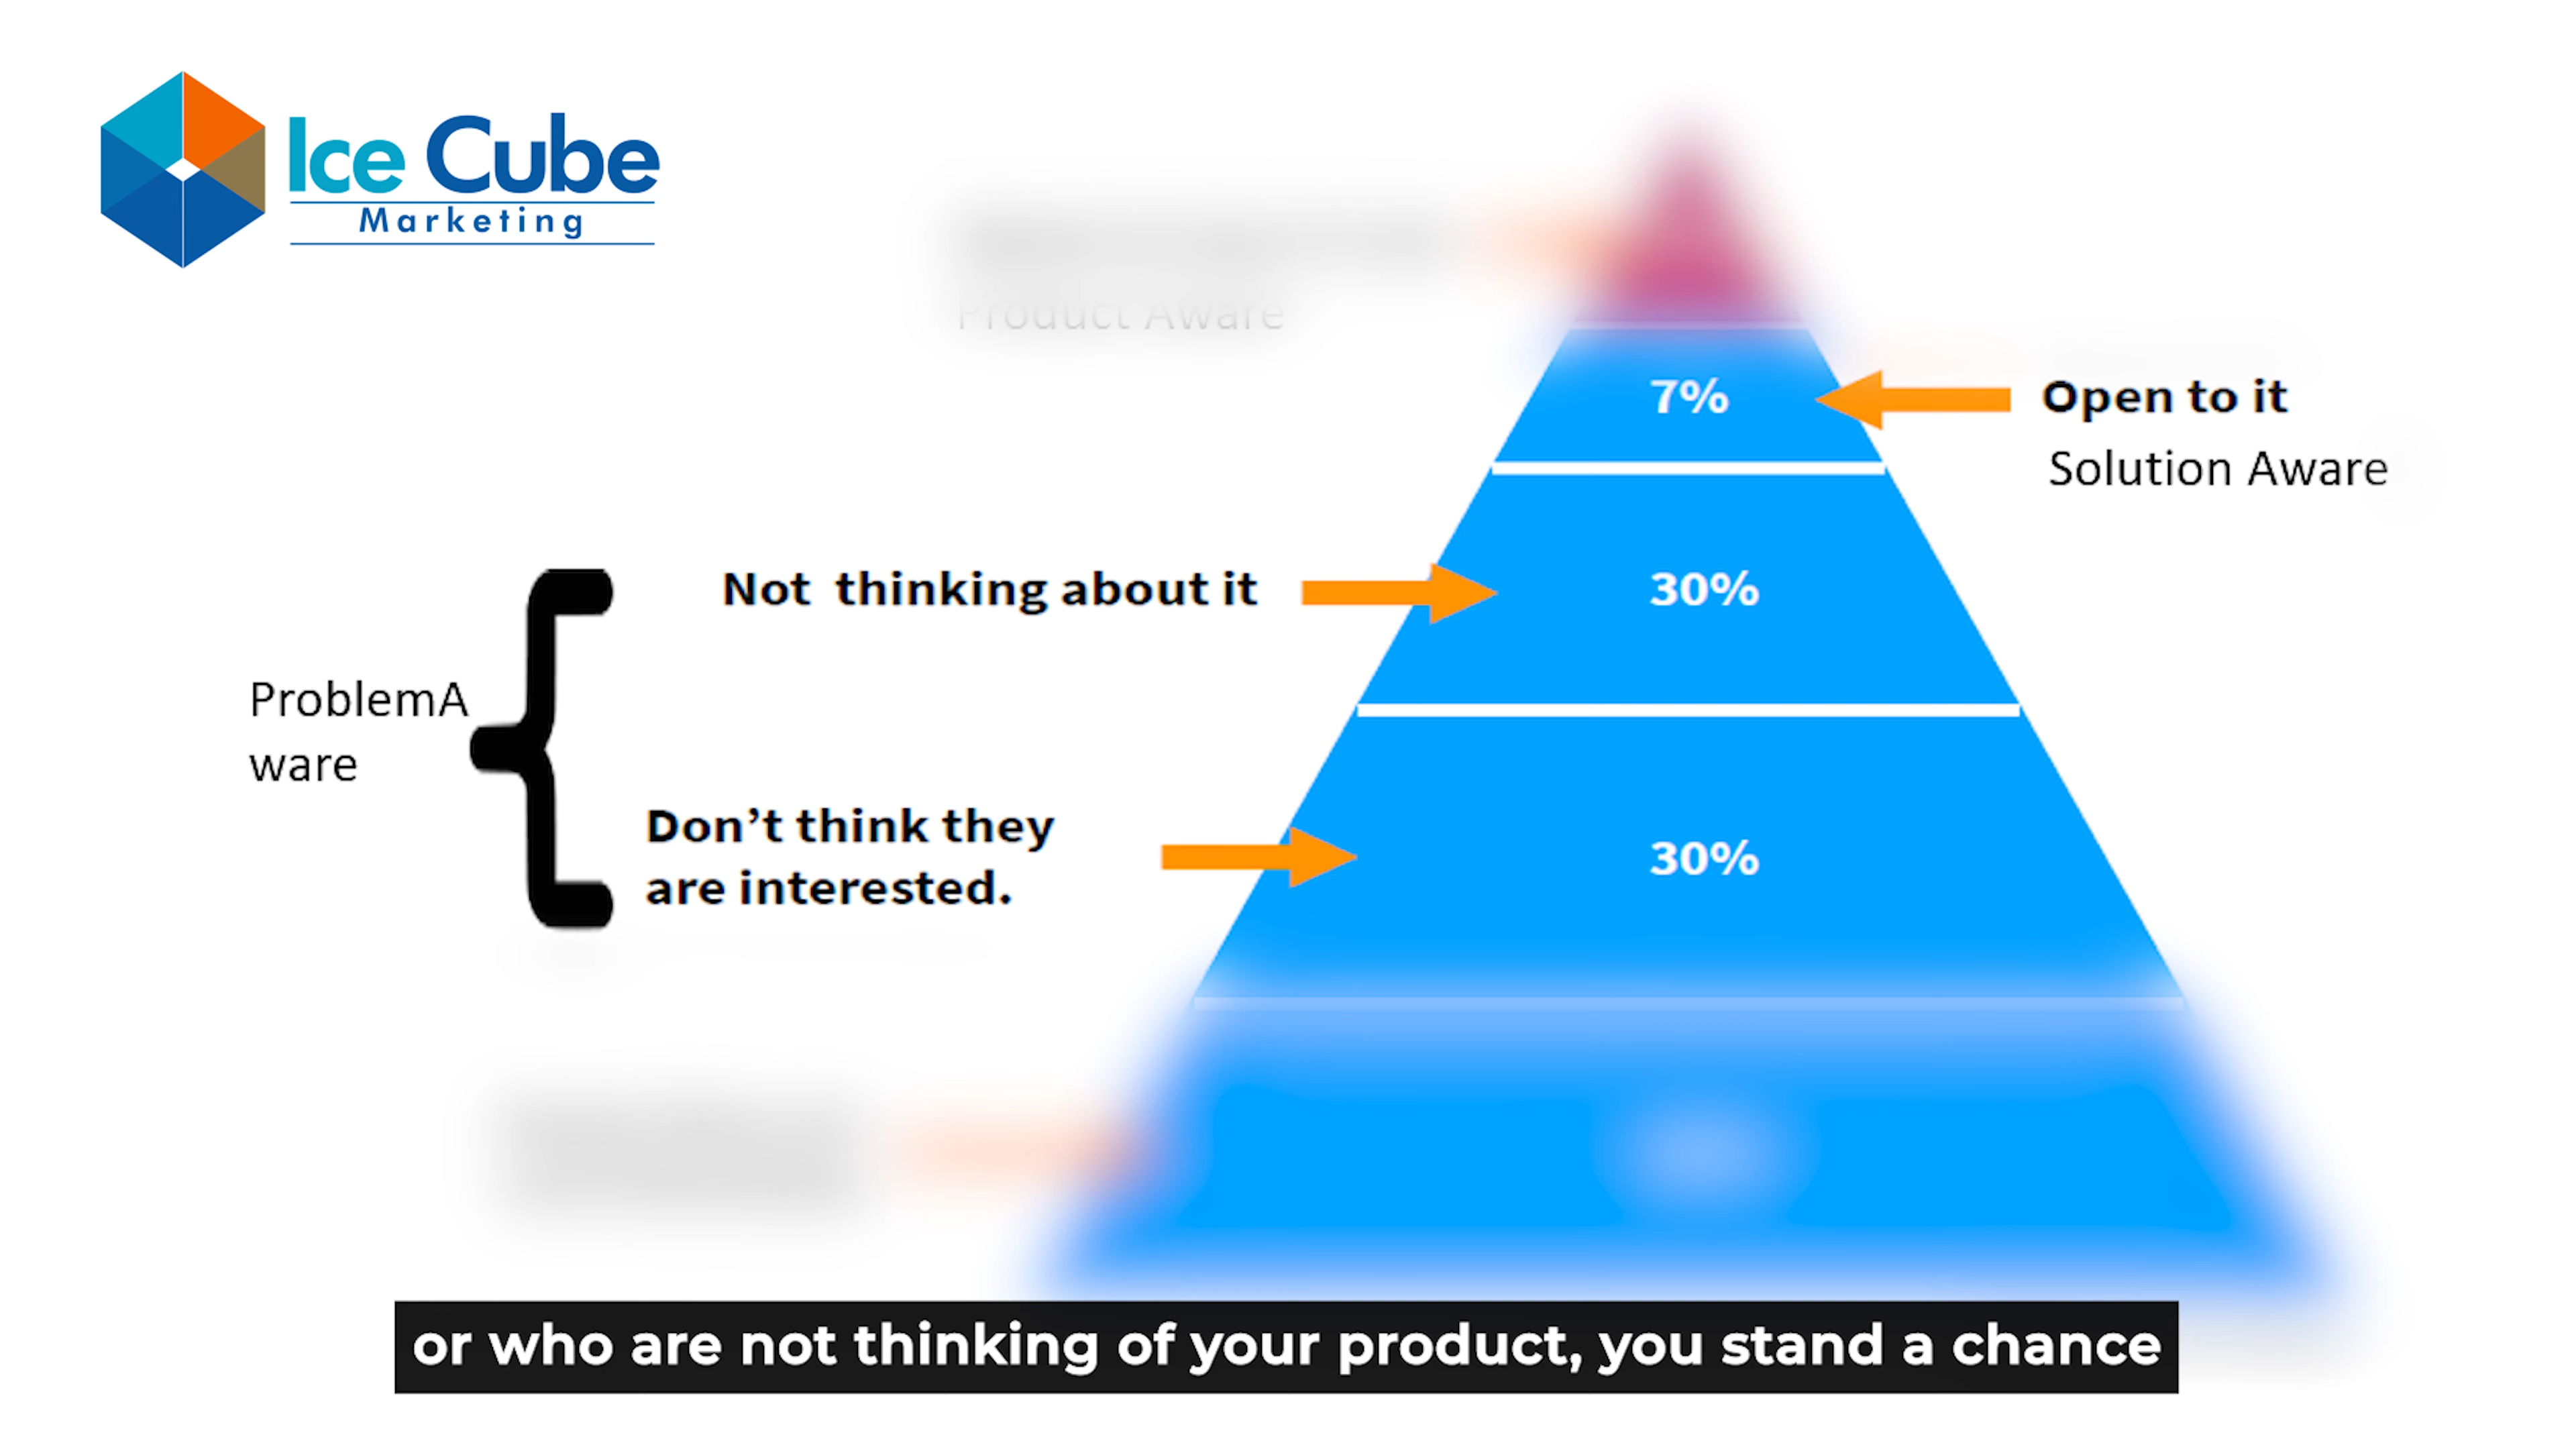 Ice Cube
Marketing
Product Aware
7%
Open to it
Solution Aware
Not thinking about it
30%
ProblemA
ware
Don't think they
are interested.
30%
or who are not thinking of your product, you stand a chance